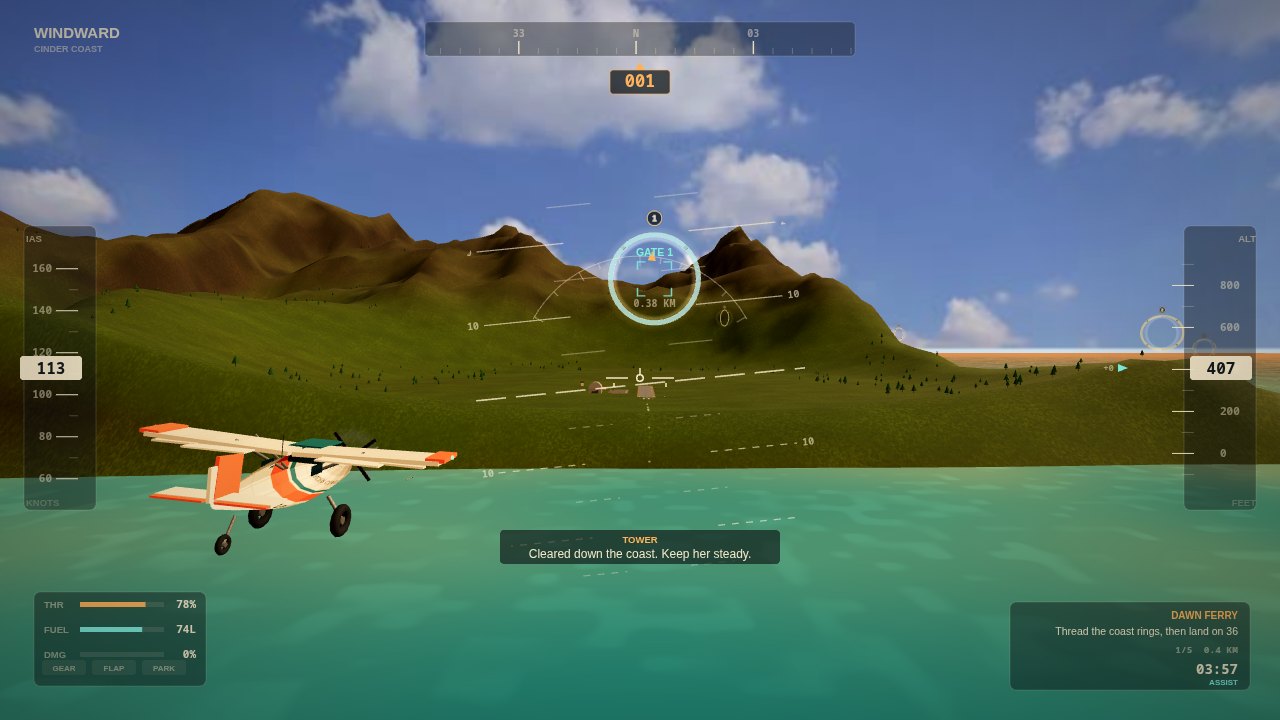 WINDWARD
CINDER COAST
33 N 03
001
1
GATE 1
0.38 KM
10
10
10
10
IAS
160
140
120
113
100
80
60
KNOTS
ALT
800
600
407
200
0
FEET
+0
TOWER
Cleared down the coast. Keep her steady.
THR 78%
FUEL 74L
DMG 0%
GEAR FLAP PARK
DAWN FERRY
Thread the coast rings, then land on 36
1/5 0.4 KM
03:57
ASSIST